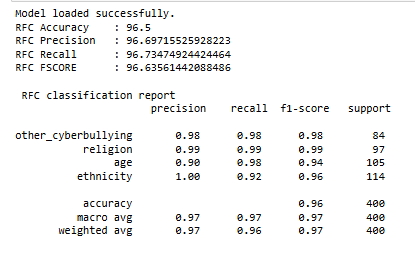 Model loaded successfully.
RFC Accuracy : 96.5
RFC Precision : 96.69715525928223
RFC Recall : 96.73474924424464
RFC FSCORE : 96.63561442088486
RFC classification report
precision recall f1-score support
other_cyberbullying 0.98 0.98 0.98 84
religion 0.99 0.99 0.99 97
age 0.90 0.98 0.94 105
ethnicity 1.00 0.92 0.96 114
accuracy 0.96 400
macro avg 0.97 0.97 0.97 400
weighted avg 0.97 0.96 0.97 400